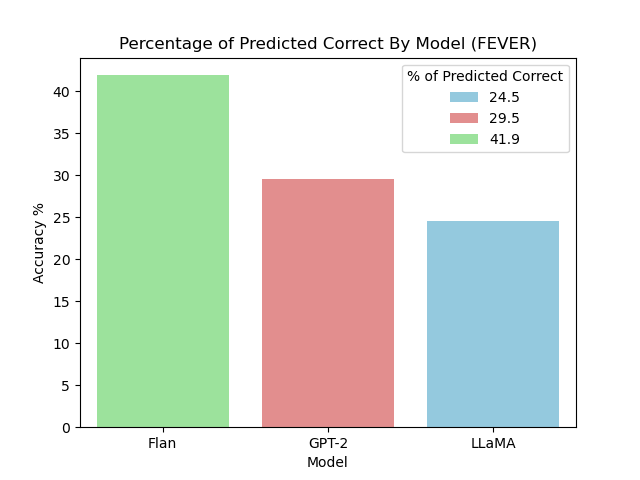 Percentage of Predicted Correct By Model (FEVER)
% of Predicted Correct
24.5
29.5
41.9
Accuracy %
40
35
30
25
20
15
10
5
0
Flan
GPT-2
LLaMA
Model